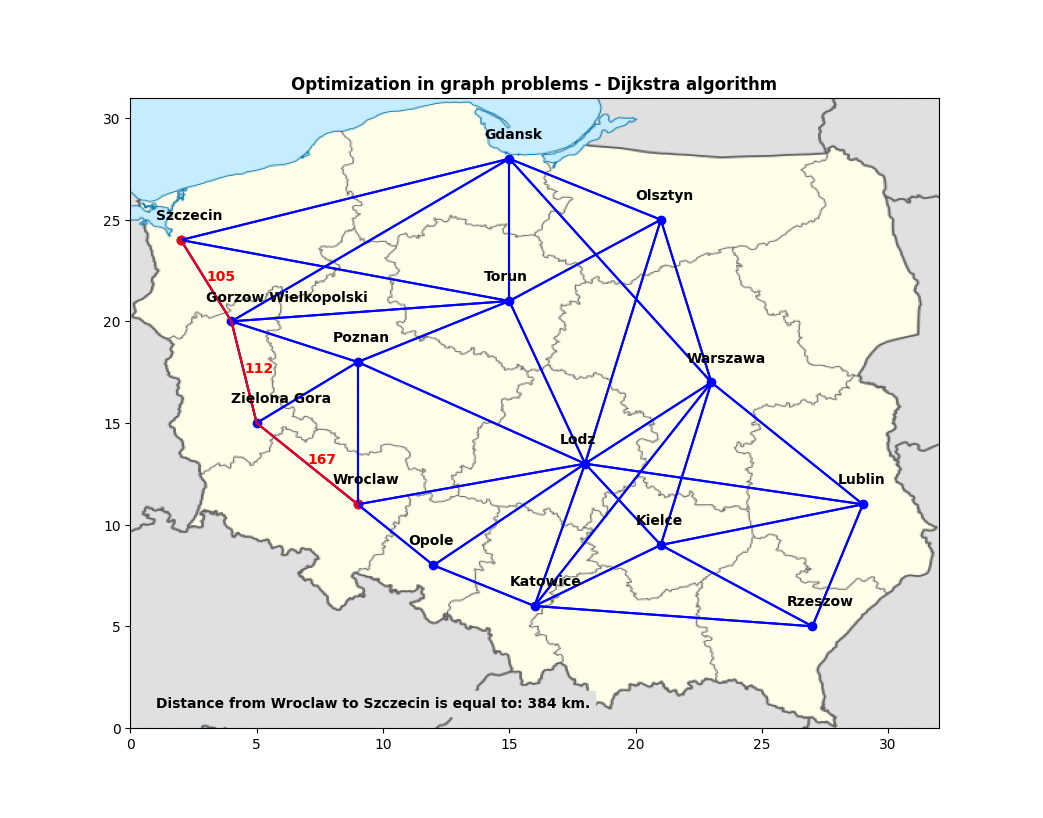 Optimization in graph problems - Dijkstra algorithm
30
Gdansk
Olsztyn
25
Szczecin
105
Torun
Gorzow Wielkopolski
20
Poznan
Warszawa
112
Zielona Gora
15
Lodz
167
Wroclaw
Lublin
10
Kielce
Opole
Katowice
Rzeszow
5
Distance from Wroclaw to Szczecin is equal to: 384 km.
0
0 5 10 15 20 25 30